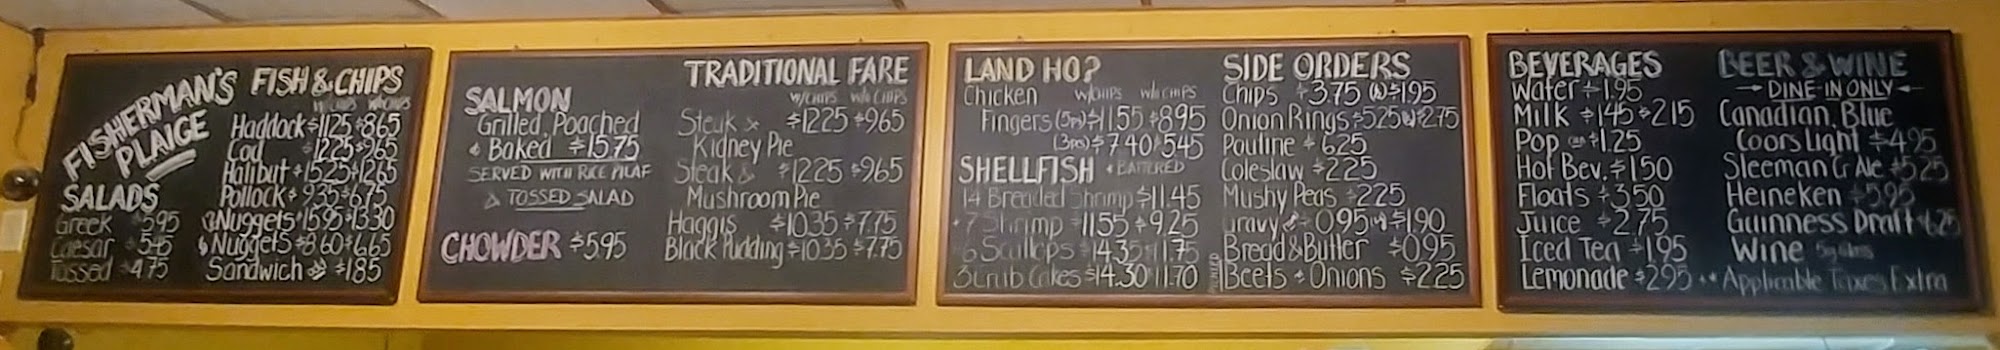 FISHERMAN'S
PLAICE
SALADS
Greek 5.95
Caesar $5.45
Tossed $4.75
FISH & CHIPS
W/CHIPS W/O CHIPS
Haddock $11.25 $8.65
Cod $12.25 $9.65
Halibut $15.25 $12.65
Pollock $9.35 $6.75
Nuggets $15.95 $13.30
Nuggets $8.60 $6.65
Sandwich $1.85
SALMON
Grilled, Poached
& Baked $15.75
SERVED WITH RICE PILAF
& TOSSED SALAD
CHOWDER $5.95
TRADITIONAL FARE
W/CHIPS W/O CHIPS
Steak & $12.25 $9.65
Kidney Pie
Steak & $12.25 $9.65
Mushroom Pie
Haggis $10.35 $7.75
Black Pudding $10.35 $7.75
LAND HO?
Chicken W/CHIPS W/O CHIPS
Fingers (5pc) $11.55 $8.95
(3pcs) $7.40 $5.45
SHELLFISH & BATTERED
14 Breaded Shrimp $11.45
7 Shrimp 11.55 $9.25
6 Scallops $14.35 11.75
3 Crab Cakes $14.30 11.70
SIDE ORDERS
Chips $3.75 $1.95
Onion Rings $5.25 $2.75
Poutine $6.25
Coleslaw $2.25
Mushy Peas $2.25
Gravy 0.95 $1.90
Bread & Butter $0.95
PICKLED Beets & Onions $2.25
BEVERAGES
Water $1.95
Milk $1.45 $2.15
Pop can $1.25
Hot Bev. $1.50
Floats $3.50
Juice $2.75
Iced Tea $1.95
Lemonade $2.95
BEER & WINE
DINE-IN ONLY
Canadian, Blue
Coors Light $4.95
Sleeman G Ale $5.25
Heineken $5.95
Guinness Draft $6.25
Wine
** Applicable Taxes Extra